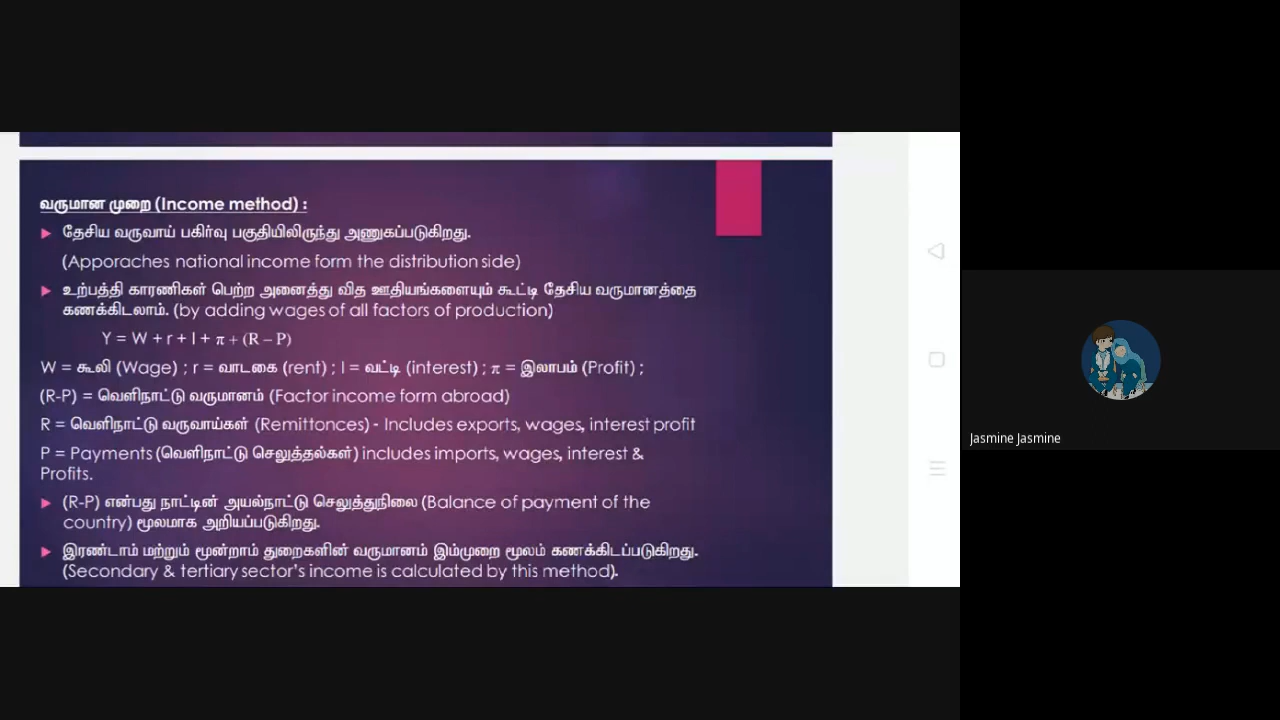 வருமான முறை (Income method) :
தேசிய வருவாய் பகிர்வு பகுதியிலிருந்து அணுகப்படுகிறது.
(Apporaches national income form the distribution side)
உற்பத்தி காரணிகள் பெற்ற அனைத்து வித ஊதியங்களையும் கூட்டி தேசிய வருமானத்தை
கணக்கிடலாம். (by adding wages of all factors of production)
Y = W + r + I + π + (R – P)
W = கூலி (Wage) ; r = வாடகை (rent) ; I = வட்டி (interest) ; π = இலாபம் (Profit) ;
(R-P) = வெளிநாட்டு வருமானம் (Factor income form abroad)
R = வெளிநாட்டு வருவாய்கள் (Remittonces) - Includes exports, wages, interest profit
P = Payments (வெளிநாட்டு செலுத்தல்கள்) includes imports, wages, interest &
Profits.
(R-P) என்பது நாட்டின் அயல்நாட்டு செலுத்துநிலை (Balance of payment of the
country) மூலமாக அறியப்படுகிறது.
இரண்டாம் மற்றும் மூன்றாம் துறைகளின் வருமானம் இம்முறை மூலம் கணக்கிடப்படுகிறது.
(Secondary & tertiary sector's income is calculated by this method).
Jasmine Jasmine